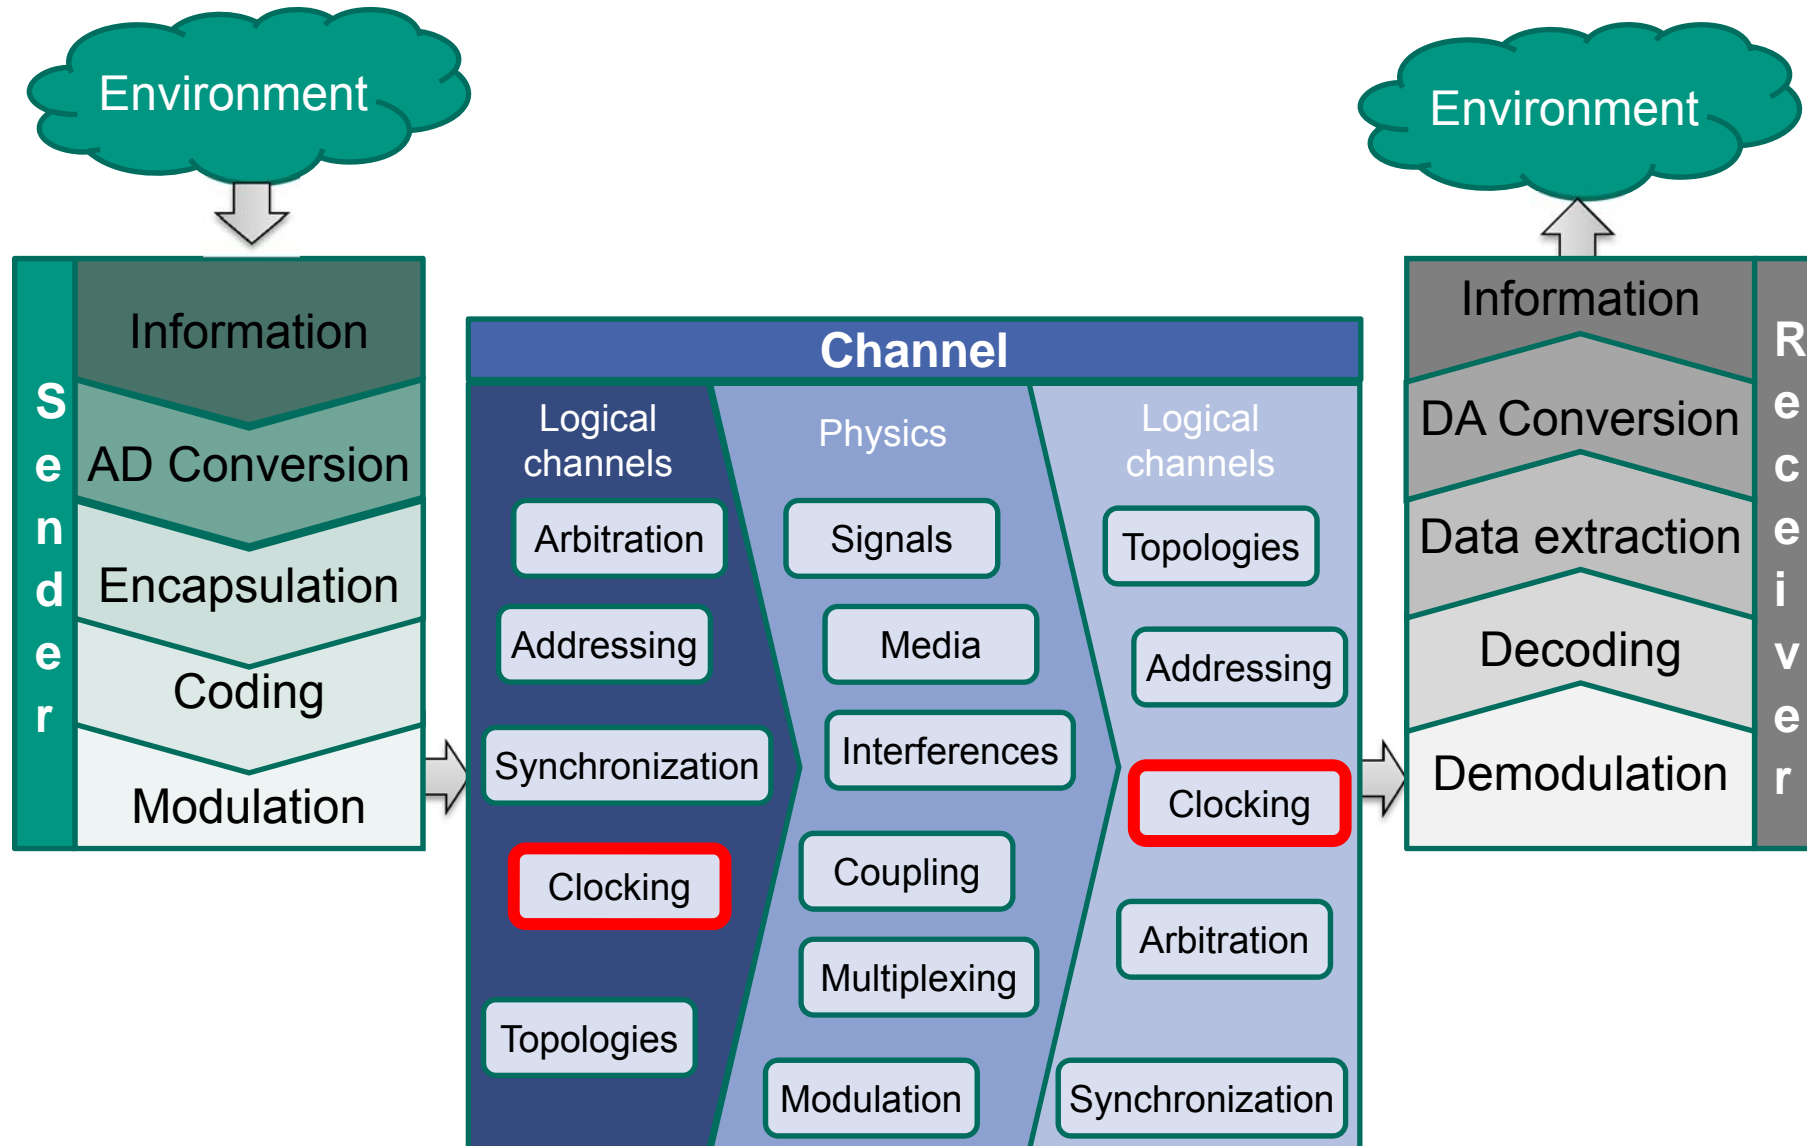 Environment
Environment
Sender
Information
AD Conversion
Encapsulation
Coding
Modulation
Channel
Logical
channels
Arbitration
Addressing
Synchronization
Clocking
Topologies
Physics
Signals
Media
Interferences
Coupling
Multiplexing
Modulation
Logical
channels
Topologies
Addressing
Clocking
Arbitration
Synchronization
Information
DA Conversion
Data extraction
Decoding
Demodulation
Receiver